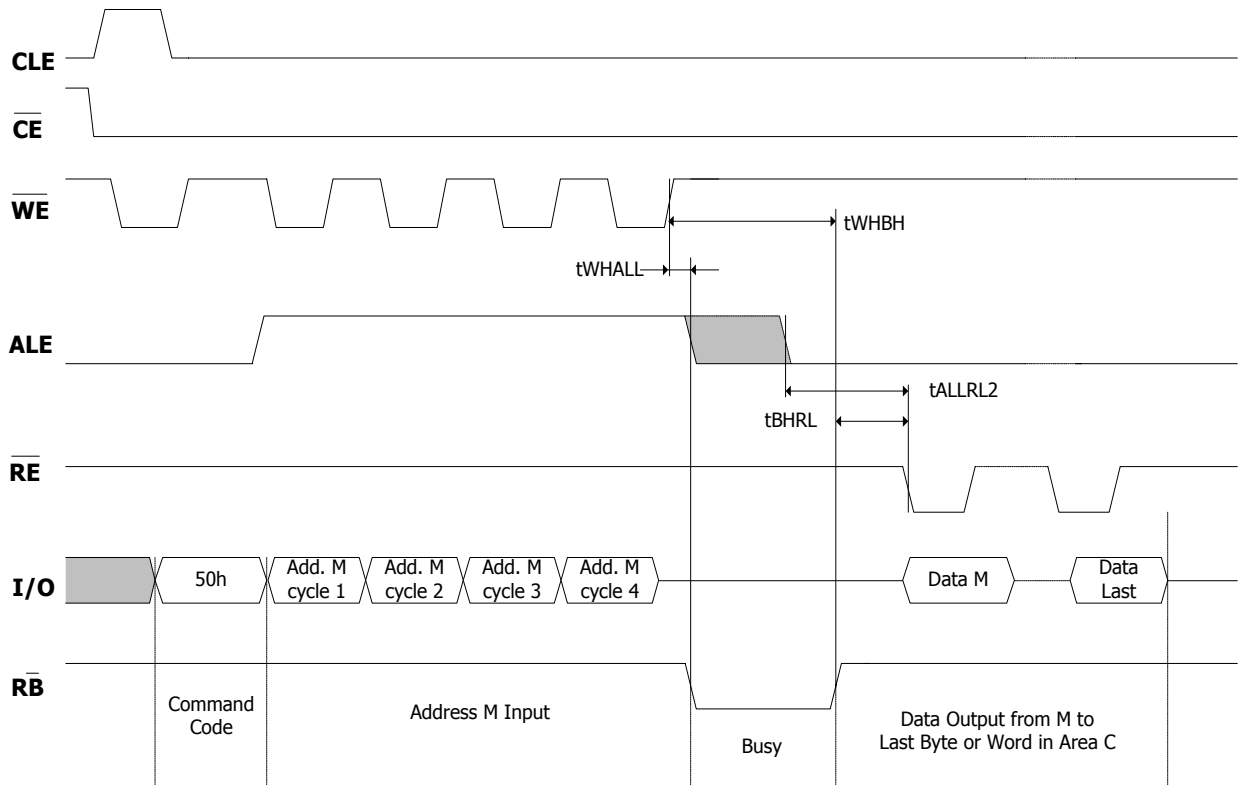 CLE
CE
WE
tWHBH
tWHALL
ALE
tALLRL2
tBHRL
RE
I/O
50h
Add. M
cycle 1
Add. M
cycle 2
Add. M
cycle 3
Add. M
cycle 4
Data M
Data
Last
RB
Command
Code
Address M Input
Busy
Data Output from M to
Last Byte or Word in Area C